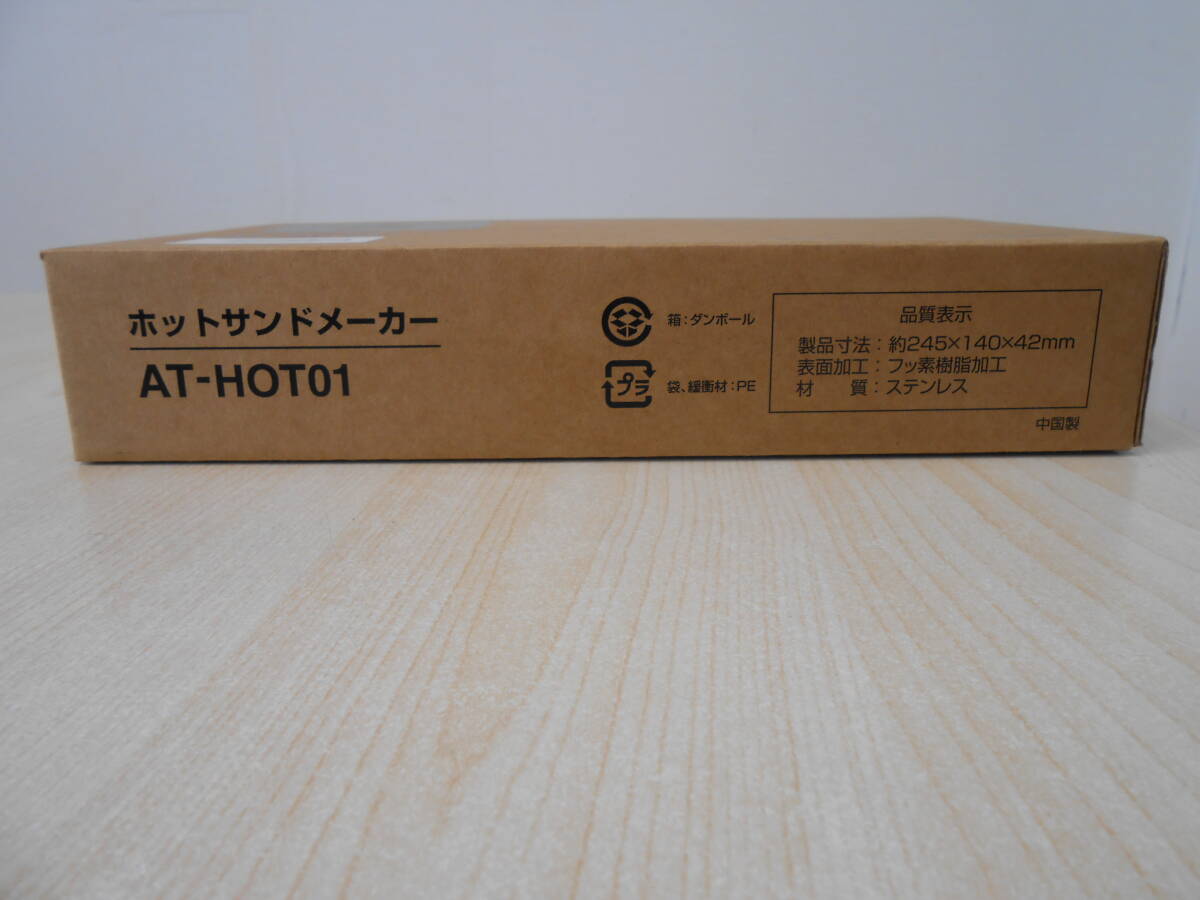 ホットサンドメーカー
AT-HOT01
箱:ダンボール
プラ
袋、緩衝材:PE
品質表示
製品寸法:約245×140×42mm
表面加工:フッ素樹脂加工
材　質:ステンレス
中国製